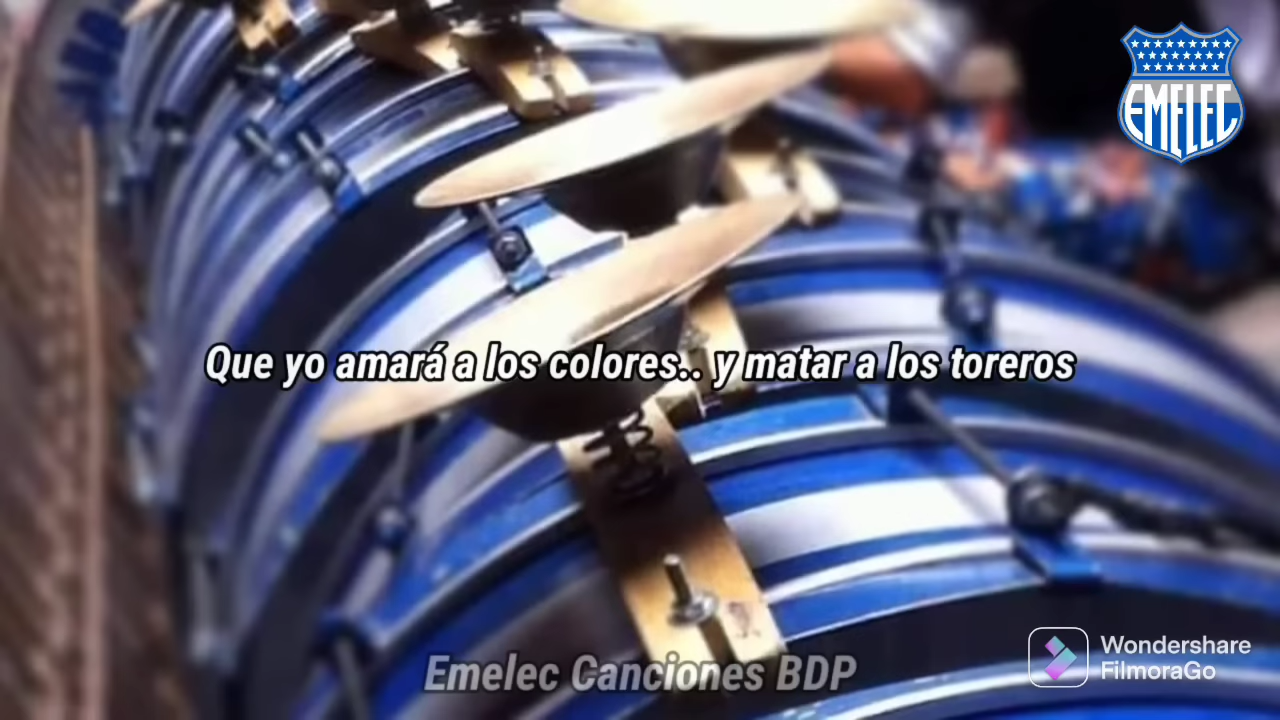 EMELEC
Que yo amará a los colores.. y matar a los toreros
Emelec Canciones BDP
Wondershare
FilmoraGo